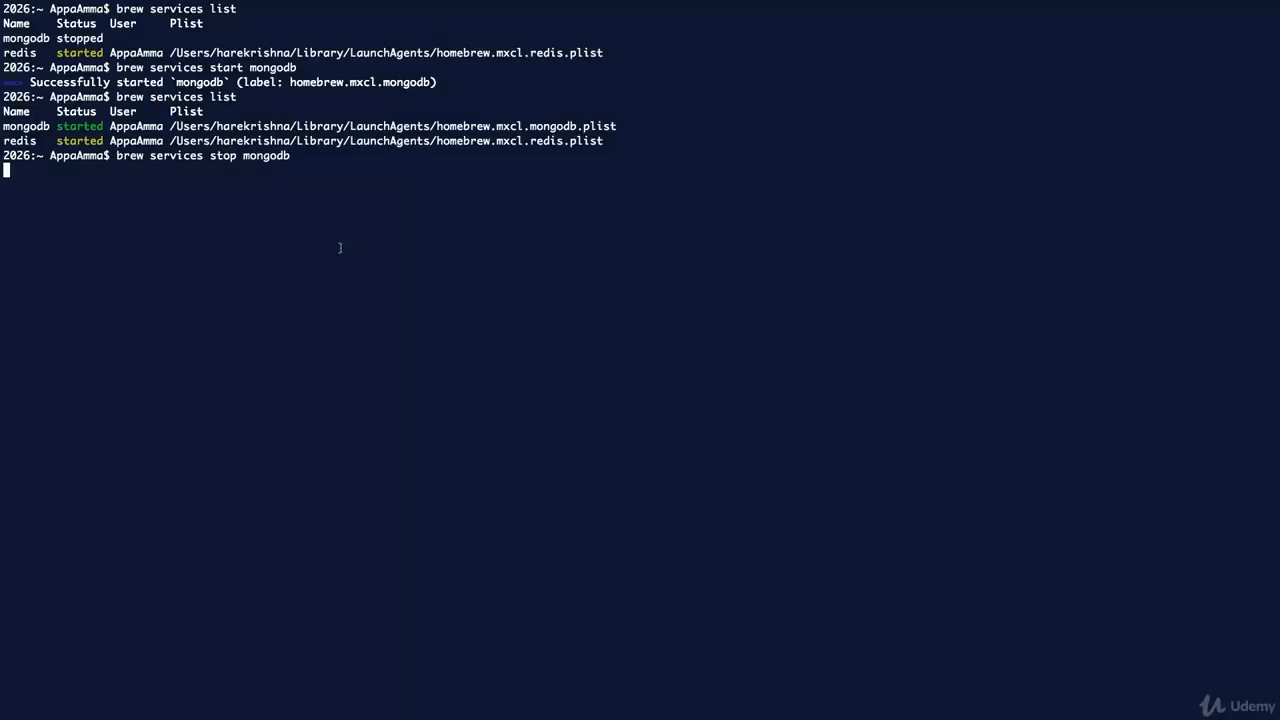 2026:~ AppaAmma$ brew services list
Name    Status  User     Plist
mongodb stopped
redis   started AppaAmma /Users/harekrishna/Library/LaunchAgents/homebrew.mxcl.redis.plist
2026:~ AppaAmma$ brew services start mongodb
==> Successfully started `mongodb` (label: homebrew.mxcl.mongodb)
2026:~ AppaAmma$ brew services list
Name    Status  User     Plist
mongodb started AppaAmma /Users/harekrishna/Library/LaunchAgents/homebrew.mxcl.mongodb.plist
redis   started AppaAmma /Users/harekrishna/Library/LaunchAgents/homebrew.mxcl.redis.plist
2026:~ AppaAmma$ brew services stop mongodb
Udemy